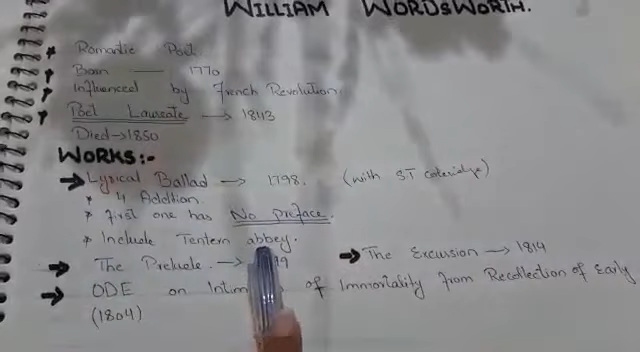 WILLIAM WORDSWORTH.
Romantic Poet.
Born — 1770
Influenced by French Revolution.
Poet Laureate → 1843
Died → 1850
WORKS:-
Lyrical Ballad → 1798. (with ST coleridge)
* 4 Addition.
* first one has No preface.
* Include Tentern abbey.
The Prelude. → 9
The Excursion → 1814
ODE on Intim of Immortality from Recollection of Early
(1804)